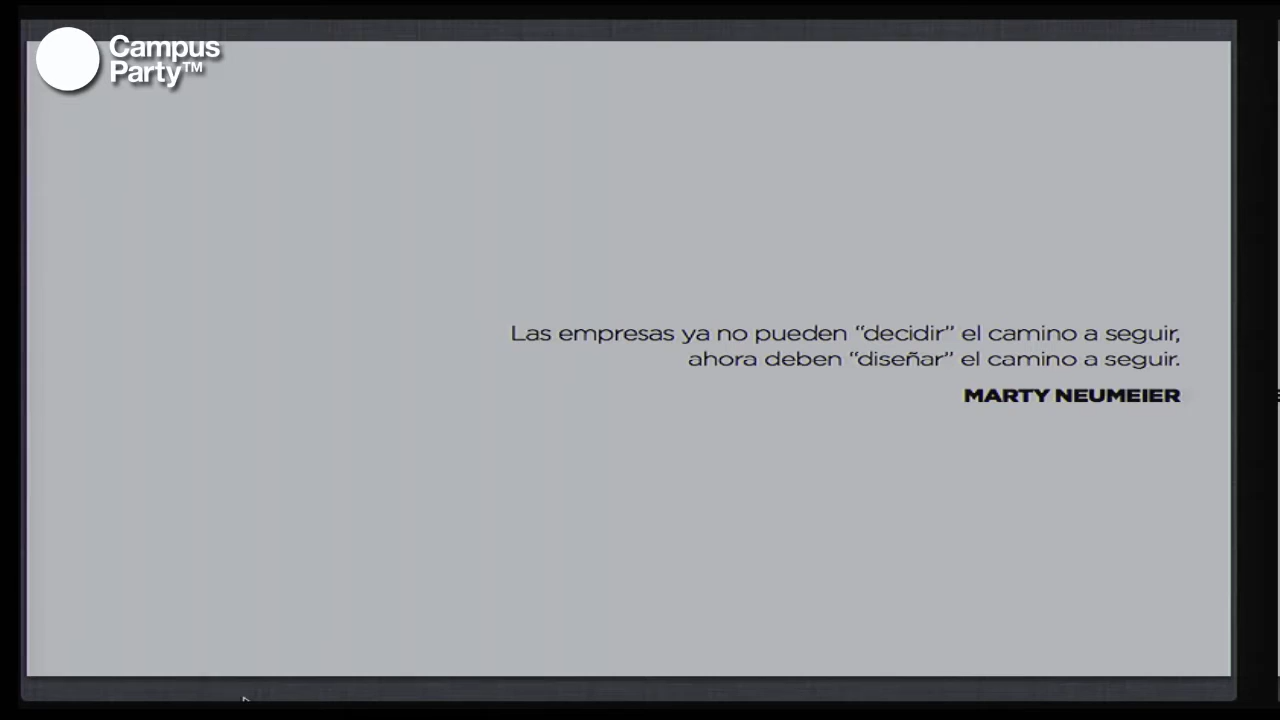 Campus
Party™
Las empresas ya no pueden “decidir” el camino a seguir,
ahora deben “diseñar” el camino a seguir.
MARTY NEUMEIER